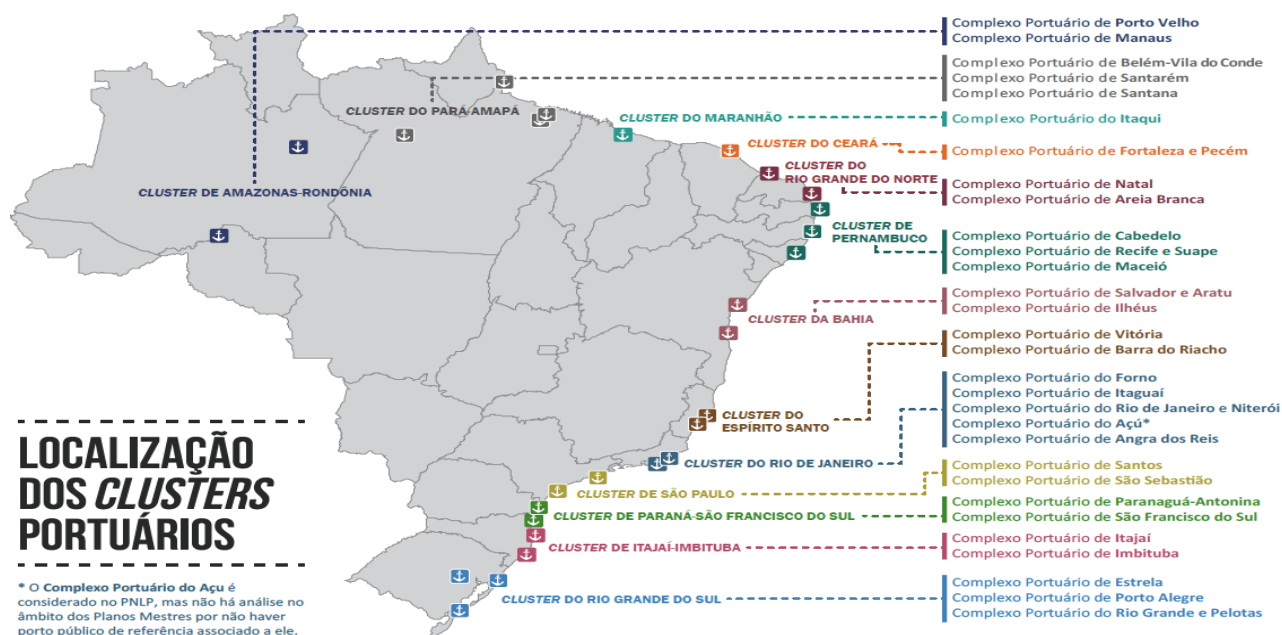 Complexo Portuário de Porto Velho
Complexo Portuário de Manaus
Complexo Portuário de Belém-Vila do Conde
Complexo Portuário de Santarém
Complexo Portuário de Santana
CLUSTER DO PARÁ-AMAPÁ
CLUSTER DO MARANHÃO
Complexo Portuário do Itaqui
CLUSTER DO CEARÁ
Complexo Portuário de Fortaleza e Pecém
CLUSTER DO
RIO GRANDE DO NORTE
Complexo Portuário de Natal
Complexo Portuário de Areia Branca
CLUSTER DE AMAZONAS-RONDÔNIA
CLUSTER DE
PERNAMBUCO
Complexo Portuário de Cabedelo
Complexo Portuário de Recife e Suape
Complexo Portuário de Maceió
CLUSTER DA BAHIA
Complexo Portuário de Salvador e Aratu
Complexo Portuário de Ilhéus
Complexo Portuário de Vitória
Complexo Portuário de Barra do Riacho
CLUSTER DO
ESPÍRITO SANTO
Complexo Portuário do Forno
Complexo Portuário de Itaguaí
Complexo Portuário do Rio de Janeiro e Niterói
Complexo Portuário do Açú*
Complexo Portuário de Angra dos Reis
CLUSTER DO RIO DE JANEIRO
CLUSTER DE SÃO PAULO
Complexo Portuário de Santos
Complexo Portuário de São Sebastião
CLUSTER DE PARANÁ-SÃO FRANCISCO DO SUL
Complexo Portuário de Paranaguá-Antonina
Complexo Portuário de São Francisco do Sul
CLUSTER DE ITAJAÍ-IMBITUBA
Complexo Portuário de Itajaí
Complexo Portuário de Imbituba
CLUSTER DO RIO GRANDE DO SUL
Complexo Portuário de Estrela
Complexo Portuário de Porto Alegre
Complexo Portuário do Rio Grande e Pelotas
LOCALIZAÇÃO
DOS CLUSTERS
PORTUÁRIOS
* O Complexo Portuário do Açu é
considerado no PNLP, mas não há análise no
âmbito dos Planos Mestres por não haver
porto público de referência associado a ele.